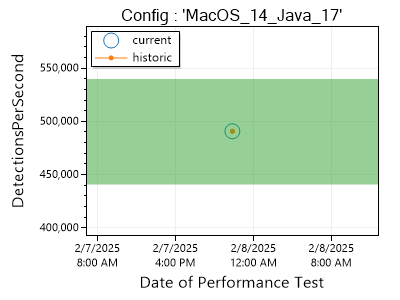 Config : 'MacOS_14_Java_17'
current
historic
DetectionsPerSecond
550,000
500,000
450,000
400,000
2/7/2025 2/7/2025 2/8/2025 2/8/2025
8:00 AM 4:00 PM 12:00 AM 8:00 AM
Date of Performance Test